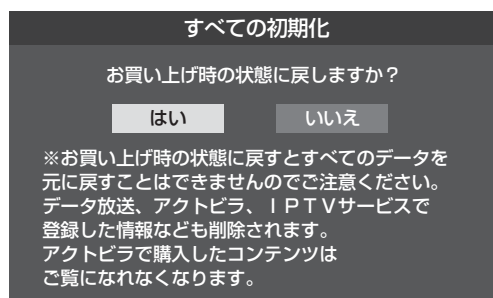 すべての初期化
お買い上げ時の状態に戻しますか？
はい いいえ
※お買い上げ時の状態に戻すとすべてのデータを
元に戻すことはできませんのでご注意ください。
データ放送、アクトビラ、ＩＰＴＶサービスで
登録した情報なども削除されます。
アクトビラで購入したコンテンツは
ご覧になれなくなります。